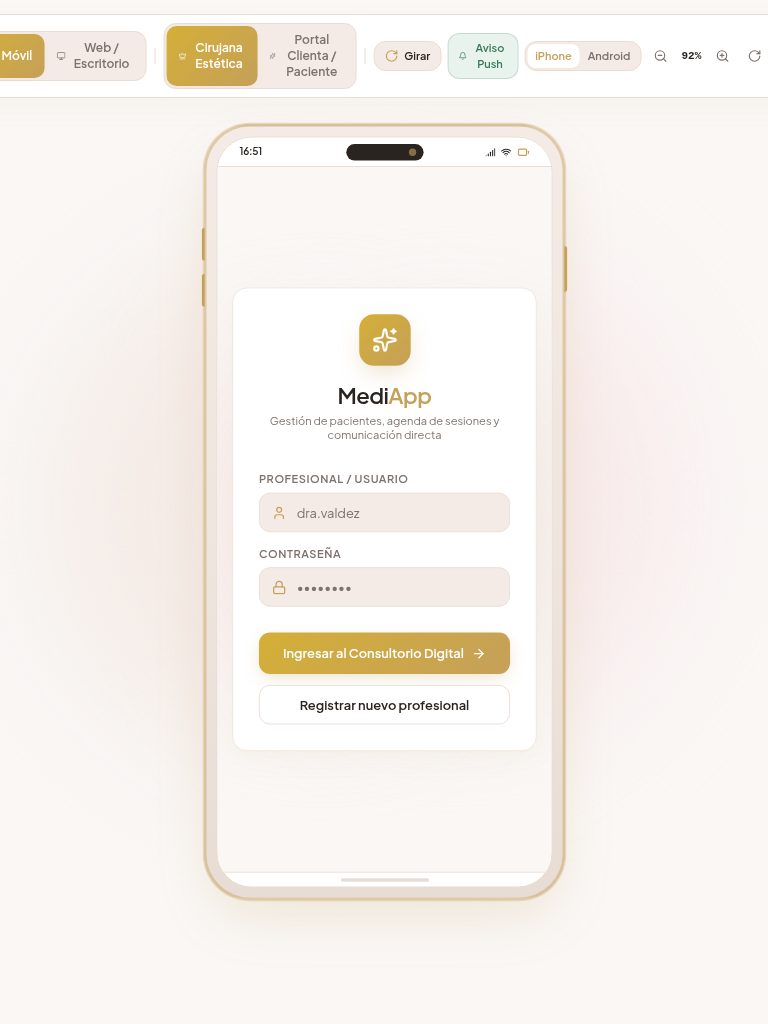 Móvil
Web /
Escritorio
Cirujana
Estética
Portal
Clienta /
Paciente
Girar
Aviso
Push
iPhone
Android
92%
16:51
MediApp
Gestión de pacientes, agenda de sesiones y
comunicación directa
PROFESIONAL / USUARIO
dra.valdez
CONTRASEÑA
••••••••
Ingresar al Consultorio Digital
Registrar nuevo profesional